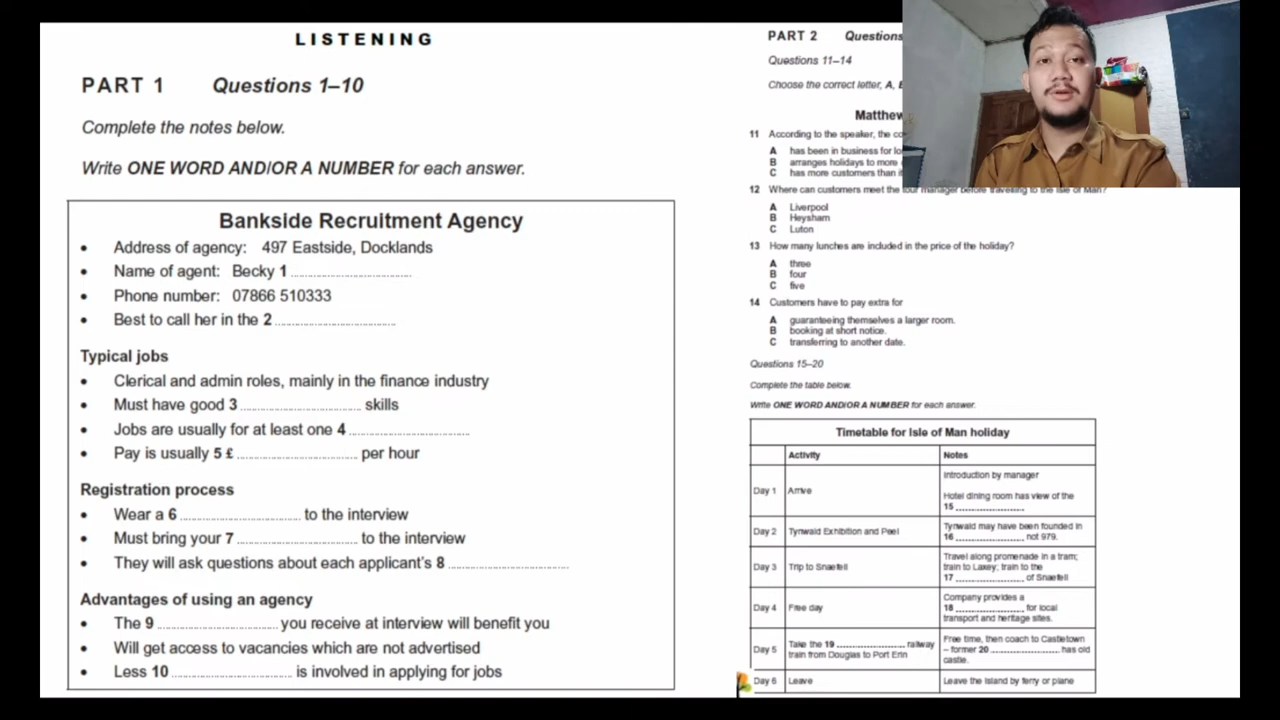 LISTENING
PART 1 Questions 1–10
Complete the notes below.
Write ONE WORD AND/OR A NUMBER for each answer.
Bankside Recruitment Agency
• Address of agency: 497 Eastside, Docklands
• Name of agent: Becky 1 ....................
• Phone number: 07866 510333
• Best to call her in the 2 ....................
Typical jobs
• Clerical and admin roles, mainly in the finance industry
• Must have good 3 .................... skills
• Jobs are usually for at least one 4 ....................
• Pay is usually 5 £ .................... per hour
Registration process
• Wear a 6 .................... to the interview
• Must bring your 7 .................... to the interview
• They will ask questions about each applicant's 8 ....................
Advantages of using an agency
• The 9 .................... you receive at interview will benefit you
• Will get access to vacancies which are not advertised
• Less 10 .................... is involved in applying for jobs
PART 2 Questions
Questions 11–14
Choose the correct letter, A,
Matthew
11 According to the speaker, the
A has been in business for
B arranges holidays to more
C has more customers than
12 Where can customers meet the tour manager before travelling to the Isle of Man?
A Liverpool
B Heysham
C Luton
13 How many lunches are included in the price of the holiday?
A three
B four
C five
14 Customers have to pay extra for
A guaranteeing themselves a larger room.
B booking at short notice.
C transferring to another date.
Questions 15–20
Complete the table below.
Write ONE WORD AND/OR A NUMBER for each answer.
Timetable for Isle of Man holiday
Activity Notes
Day 1 Arrive
Introduction by manager
Hotel dining room has view of the
15 ....................
Day 2 Tynwald Exhibition and Peel
Tynwald may have been founded in
16 .................... not 979.
Day 3 Trip to Snaefell
Travel along promenade in a tram;
train to Laxey; train to the
17 .................... of Snaefell
Day 4 Free day
Company provides a
18 .................... for local
transport and heritage sites.
Day 5
Take the 19 .................... railway
train from Douglas to Port Erin
Free time, then coach to Castletown
– former 20 .................... has old
castle.
Day 6 Leave Leave the island by ferry or plane